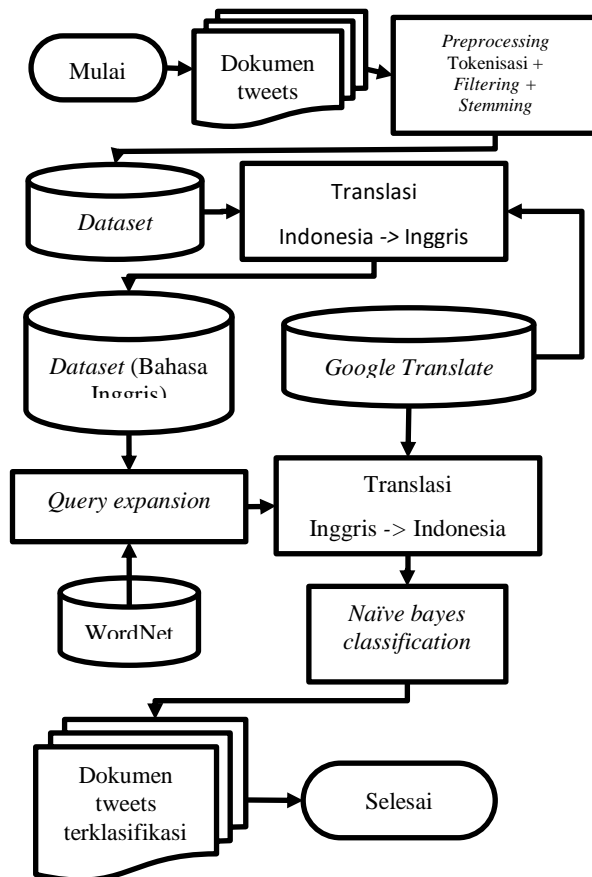 Mulai
Dokumen
tweets
Preprocessing
Tokenisasi +
Filtering +
Stemming
Dataset
Translasi
Indonesia -> Inggris
Dataset (Bahasa
Inggris)
Google Translate
Query expansion
Translasi
Inggris -> Indonesia
WordNet
Naïve bayes
classification
Dokumen
tweets
terklasifikasi
Selesai